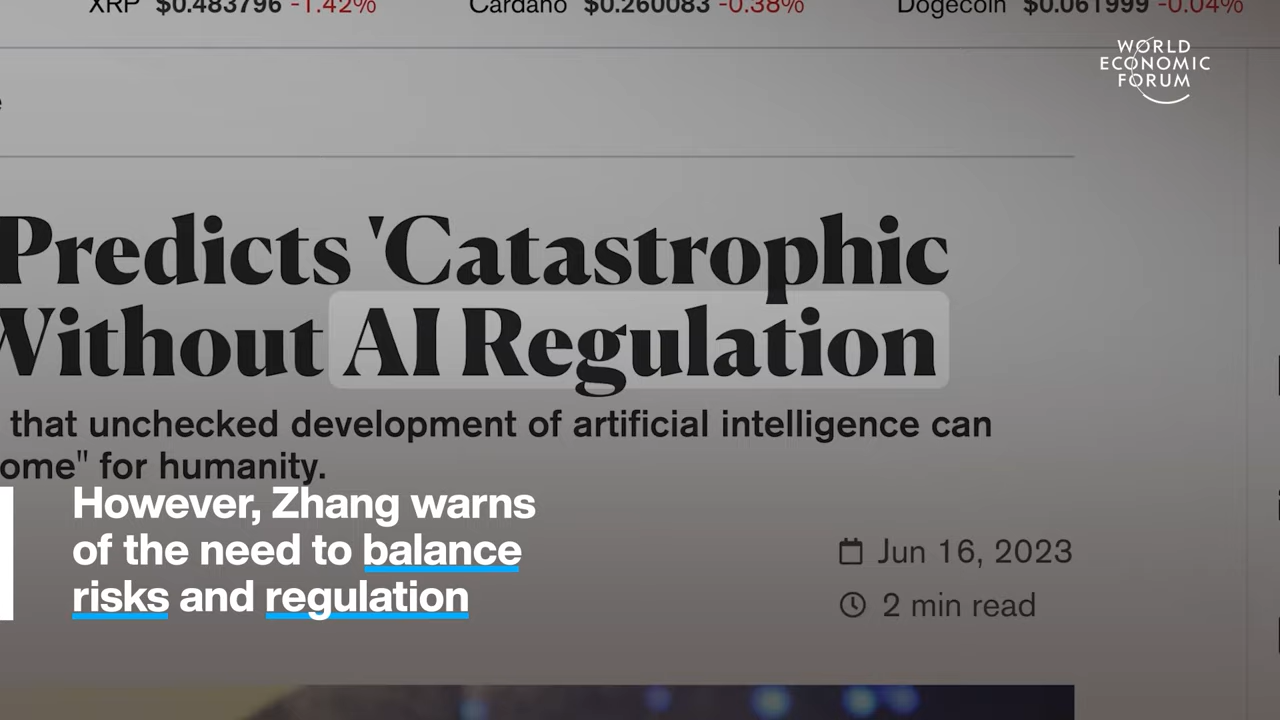 XRP $0.483796 -1.42% Cardano $0.260083 -0.38% Dogecoin $0.061999 -0.04%
WORLD
ECONOMIC
FORUM
Predicts 'Catastrophic
Without AI Regulation
that unchecked development of artificial intelligence can
ome" for humanity.
However, Zhang warns
of the need to balance
risks and regulation
Jun 16, 2023
2 min read